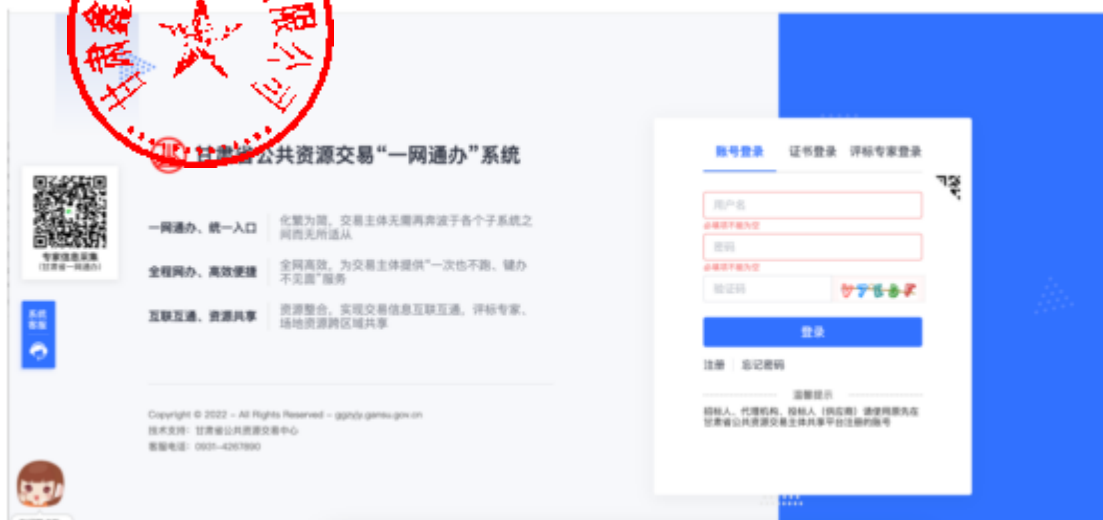 甘肃鑫
限公司
甘肃省公共资源交易“一网通办”系统
一网通办、统一入口
化繁为简，交易主体无需再奔波于各个子系统之
间而无所适从
全程网办、高效便捷
全网高效，为交易主体提供“一次也不跑、键办
不见面”服务
互联互通、资源共享
资源整合，实现交易信息互联互通，评标专家、
场地资源跨区域共享
Copyright © 2022 - All Rights Reserved - ggzyjy.gansu.gov.cn
技术支持：甘肃省公共资源交易中心
客服电话：0931-4267890
专家信息采集
(甘肃省一网通办)
系统
客服
账号登录 证书登录 评标专家登录
用户名
必填项不能为空
密码
必填项不能为空
验证码
登录
注册 忘记密码
温馨提示
招标人、代理机构、投标人（供应商）请使用原先在
甘肃省公共资源交易主体共享平台注册的账号